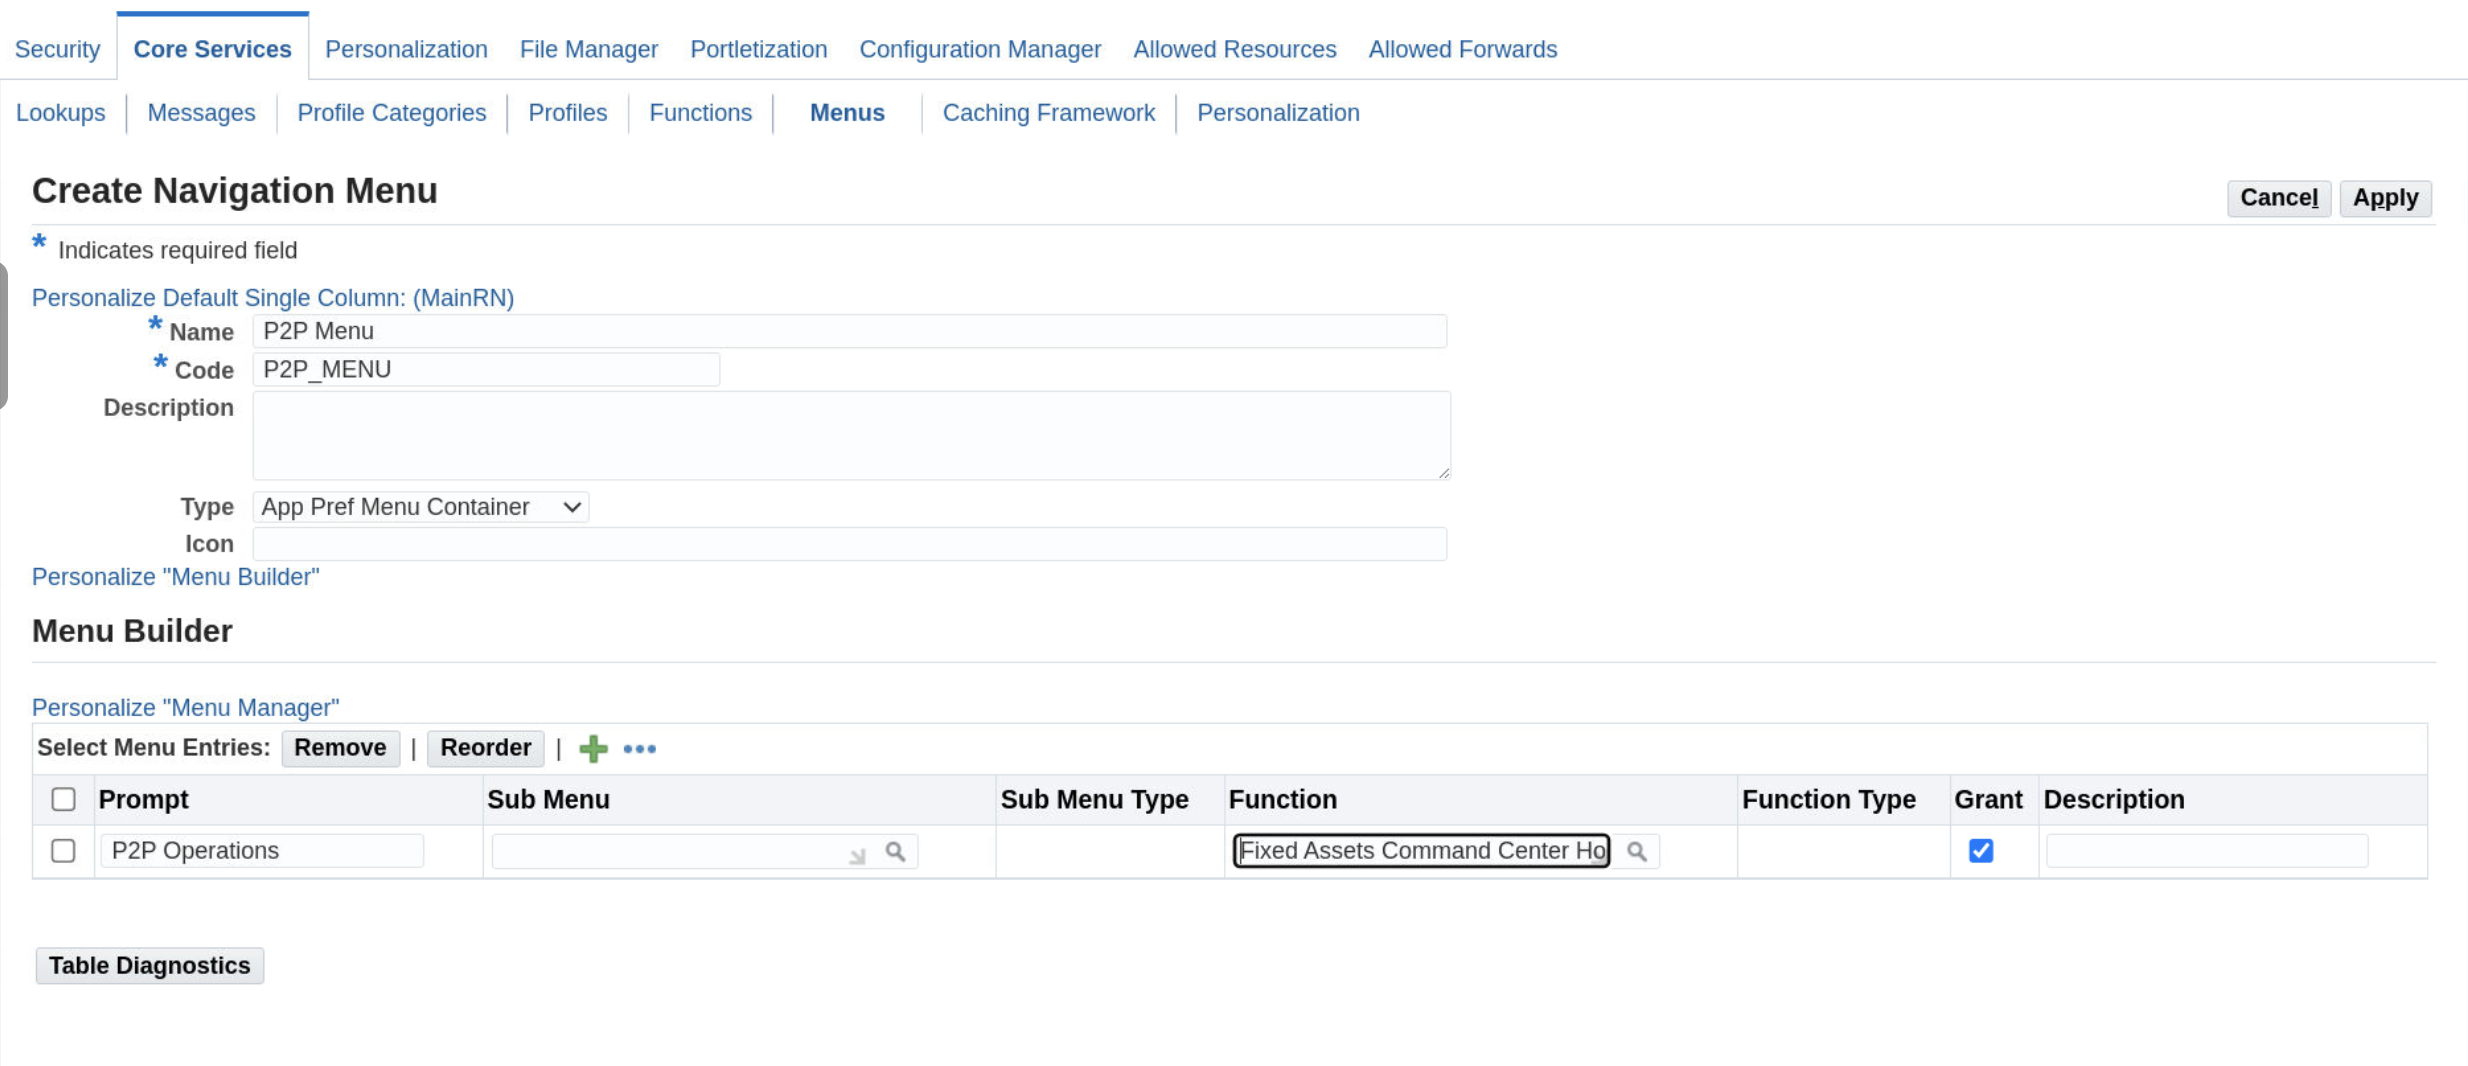 Security Core Services Personalization File Manager Portletization Configuration Manager Allowed Resources Allowed Forwards
Lookups Messages Profile Categories Profiles Functions Menus Caching Framework Personalization
Create Navigation Menu
Cancel Apply
* Indicates required field
Personalize Default Single Column: (MainRN)
* Name P2P Menu
* Code P2P_MENU
Description
Type App Pref Menu Container
Icon
Personalize "Menu Builder"
Menu Builder
Personalize "Menu Manager"
Select Menu Entries: Remove | Reorder |
Prompt Sub Menu Sub Menu Type Function Function Type Grant Description
P2P Operations Fixed Assets Command Center Ho
Table Diagnostics